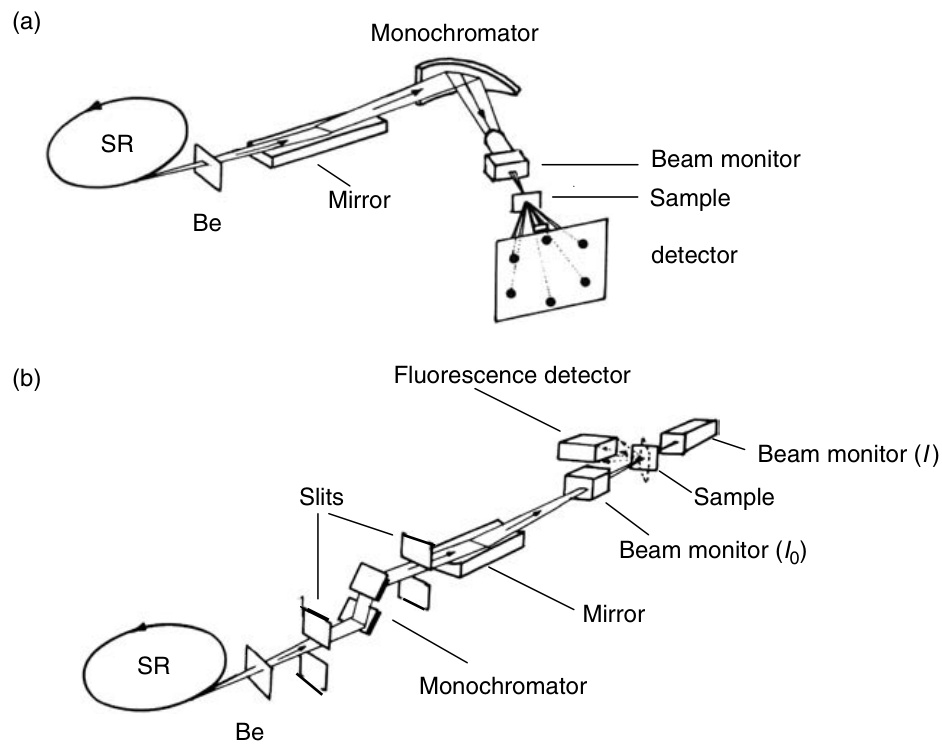 (a)
Monochromator
SR
Beam monitor
Mirror
Sample
Be
detector
(b)
Fluorescence detector
Beam monitor (I)
Slits
Sample
Beam monitor (I₀)
Mirror
SR
Monochromator
Be